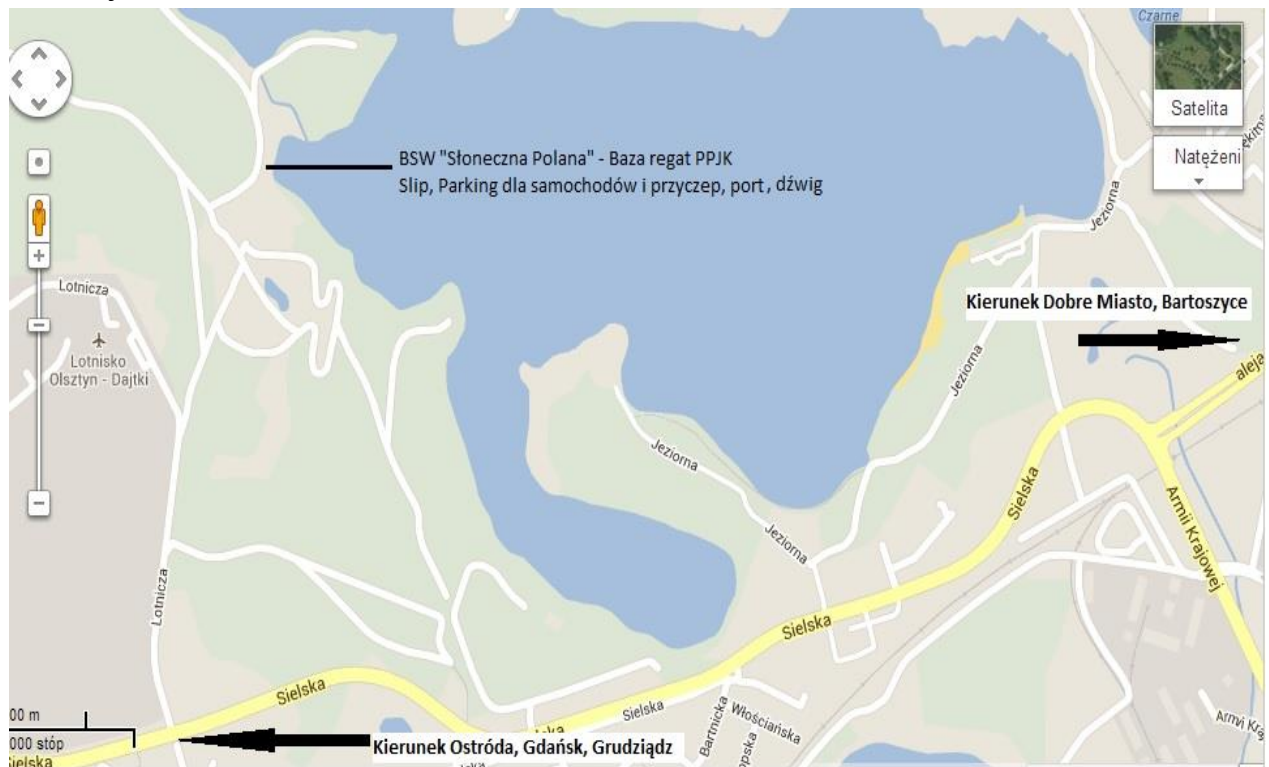 Czarne
Satelita
Natężeni
BSW "Słoneczna Polana" - Baza regat PPJK
Slip, Parking dla samochodów i przyczep, port, dźwig
Jeziorna
Lotnicza
Kierunek Dobre Miasto, Bartoszyce
Lotnisko
Olsztyn - Dajtki
aleja
Jeziorna
Jeziorna
Sielska
Armii Krajowej
Jeziorna
Lotnicza
Sielska
Sielska
Sielska
Bartnicka
Włościańska
00 m
000 stóp
Kierunek Ostróda, Gdańsk, Grudziądz
Sielska